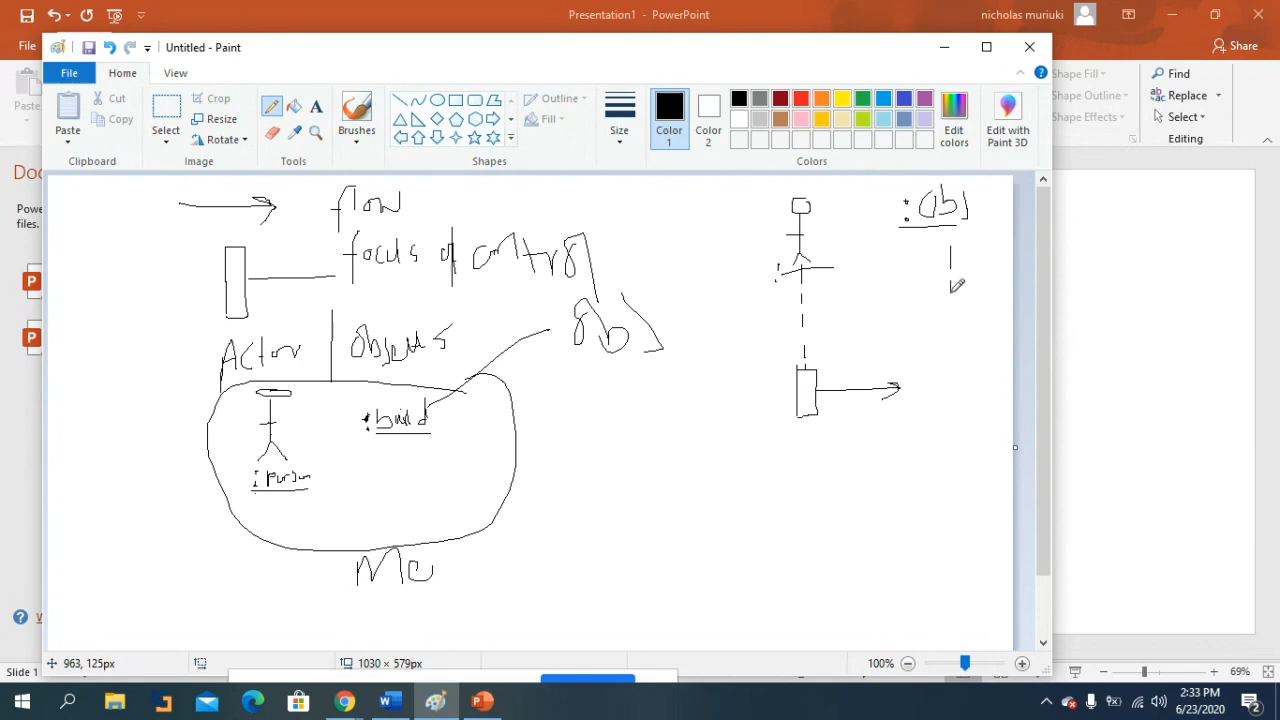 Presentation1 - PowerPoint
nicholas muriuki
File
Share
Untitled - Paint
File
Home
View
Paste
Cut
Copy
Clipboard
Select
Crop
Resize
Rotate
Image
Tools
Brushes
Shapes
Outline
Fill
Size
Color
1
Color
2
Colors
Edit
colors
Edit with
Paint 3D
Shape Fill
Shape Outline
Shape Effects
Find
Replace
Select
Editing
Paste
flow
focus of control
Actor
objects
:build
:person
963, 125px
1030 × 579px
100%
Slide 1
69%
2:33 PM
6/23/2020
2